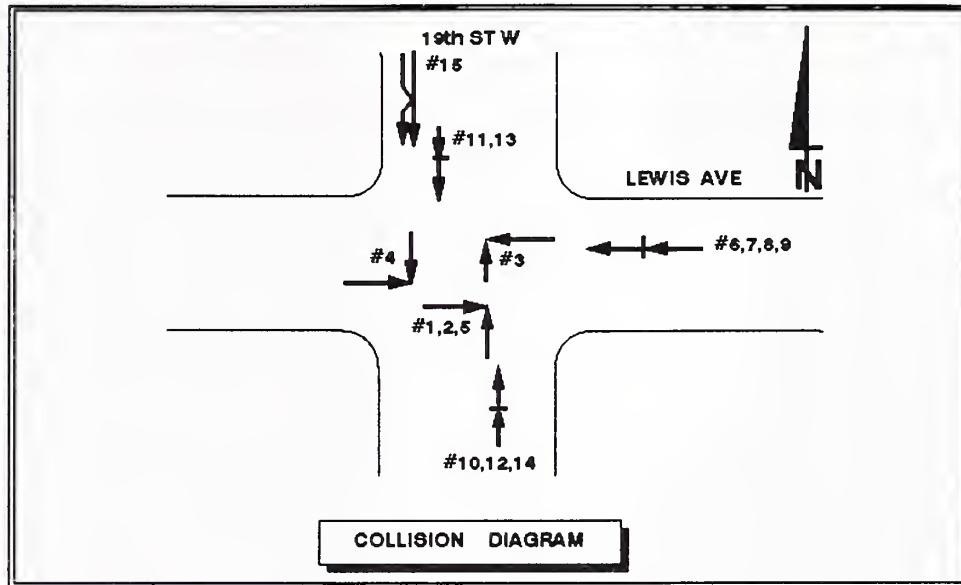 19th ST W
#15
#11,13
LEWIS AVE
N
#4
#3
#6,7,8,9
#1,2,5
#10,12,14
COLLISION DIAGRAM